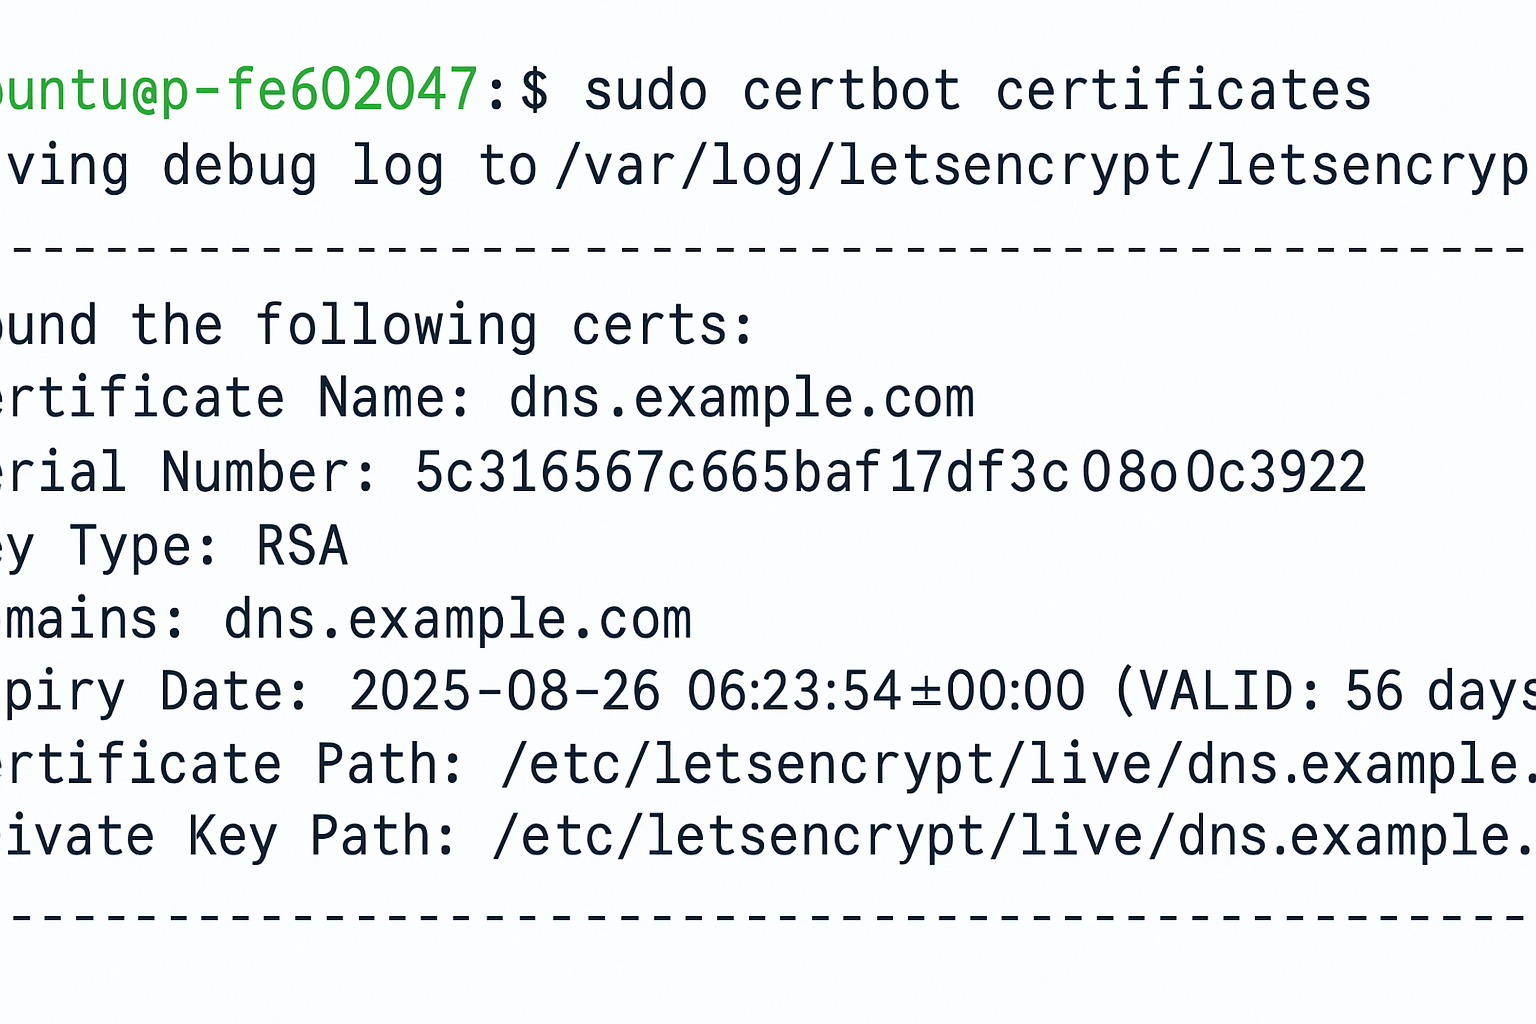 untu@p-fe602047:$ sudo certbot certificates
ving debug log to /var/log/letsencrypt/letsencryp
--------------------------------------------------
ound the following certs:
ertificate Name: dns.example.com
erial Number: 5c316567c665baf17df3c08o0c3922
ey Type: RSA
omains: dns.example.com
piry Date: 2025-08-26 06:23:54±00:00 (VALID: 56 days
ertificate Path: /etc/letsencrypt/live/dns.example.
ivate Key Path: /etc/letsencrypt/live/dns.example.
--------------------------------------------------